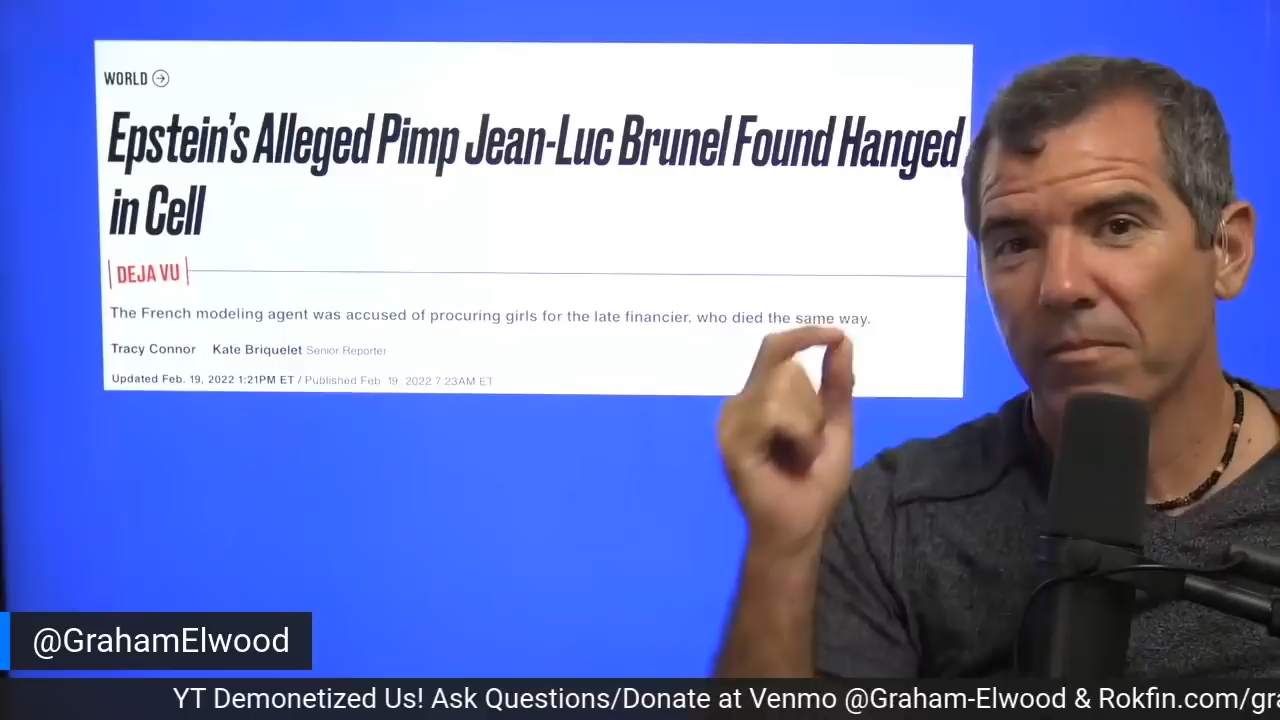 WORLD
Epstein's Alleged Pimp Jean-Luc Brunel Found Hanged
in Cell
DEJA VU
The French modeling agent was accused of procuring girls for the late financier, who died the same way.
Tracy Connor Kate Briquelet Senior Reporter
Updated Feb. 19, 2022 1:21PM ET / Published Feb. 19, 2022 7:23AM ET
@GrahamElwood
YT Demonetized Us! Ask Questions/Donate at Venmo @Graham-Elwood & Rokfin.com/gra